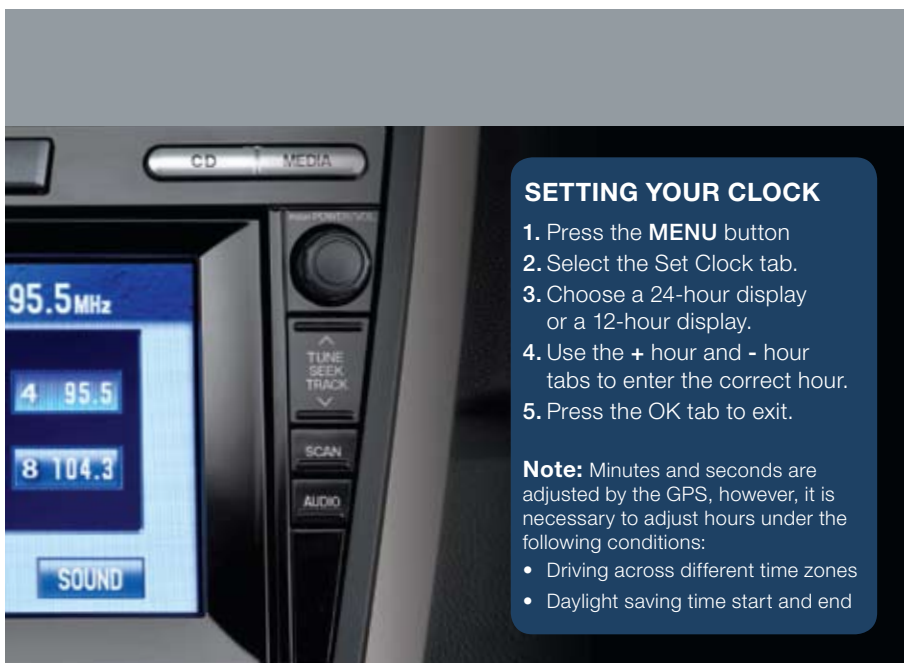 CD MEDIA
PUSH POWER/VOL
95.5MHz
TUNE
SEEK
TRACK
4 95.5
SCAN
8 104.3
AUDIO
SOUND
SETTING YOUR CLOCK
1. Press the MENU button
2. Select the Set Clock tab.
3. Choose a 24-hour display
or a 12-hour display.
4. Use the + hour and - hour
tabs to enter the correct hour.
5. Press the OK tab to exit.
Note: Minutes and seconds are
adjusted by the GPS, however, it is
necessary to adjust hours under the
following conditions:
• Driving across different time zones
• Daylight saving time start and end